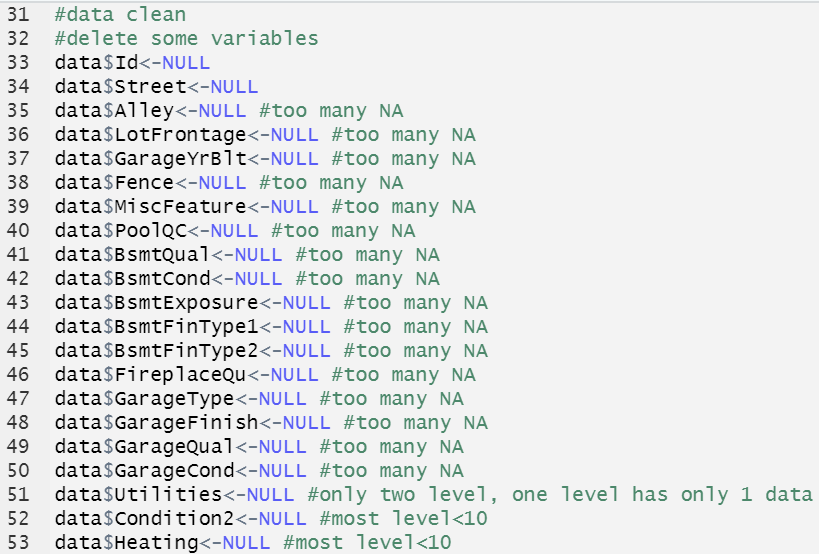 31 #data clean
32 #delete some variables
33 data$Id<-NULL
34 data$Street<-NULL
35 data$Alley<-NULL #too many NA
36 data$LotFrontage<-NULL #too many NA
37 data$GarageYrBlt<-NULL #too many NA
38 data$Fence<-NULL #too many NA
39 data$MiscFeature<-NULL #too many NA
40 data$PoolQC<-NULL #too many NA
41 data$BsmtQual<-NULL #too many NA
42 data$BsmtCond<-NULL #too many NA
43 data$BsmtExposure<-NULL #too many NA
44 data$BsmtFinType1<-NULL #too many NA
45 data$BsmtFinType2<-NULL #too many NA
46 data$FireplaceQu<-NULL #too many NA
47 data$GarageType<-NULL #too many NA
48 data$GarageFinish<-NULL #too many NA
49 data$GarageQual<-NULL #too many NA
50 data$GarageCond<-NULL #too many NA
51 data$Utilities<-NULL #only two level, one level has only 1 data
52 data$Condition2<-NULL #most level<10
53 data$Heating<-NULL #most level<10